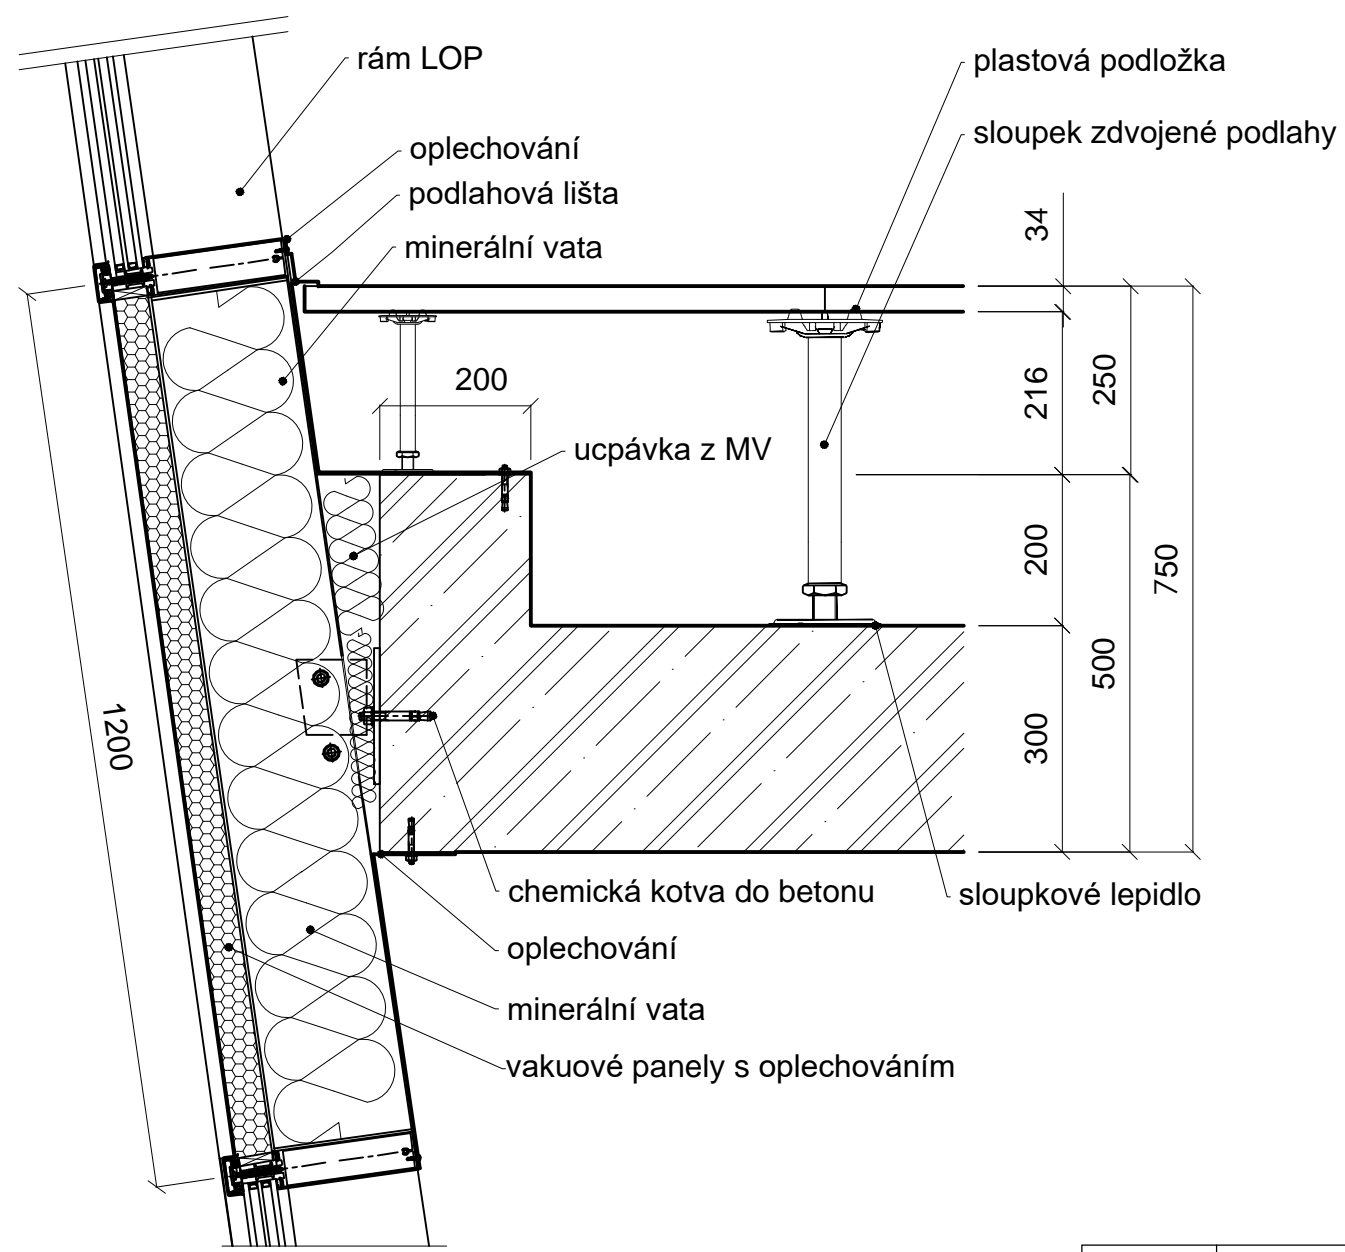 rám LOP
plastová podložka
sloupek zdvojené podlahy
oplechování
podlahová lišta
minerální vata
34
200
216
250
ucpávka z MV
200
750
500
300
1200
chemická kotva do betonu
sloupkové lepidlo
oplechování
minerální vata
vakuové panely s oplechováním